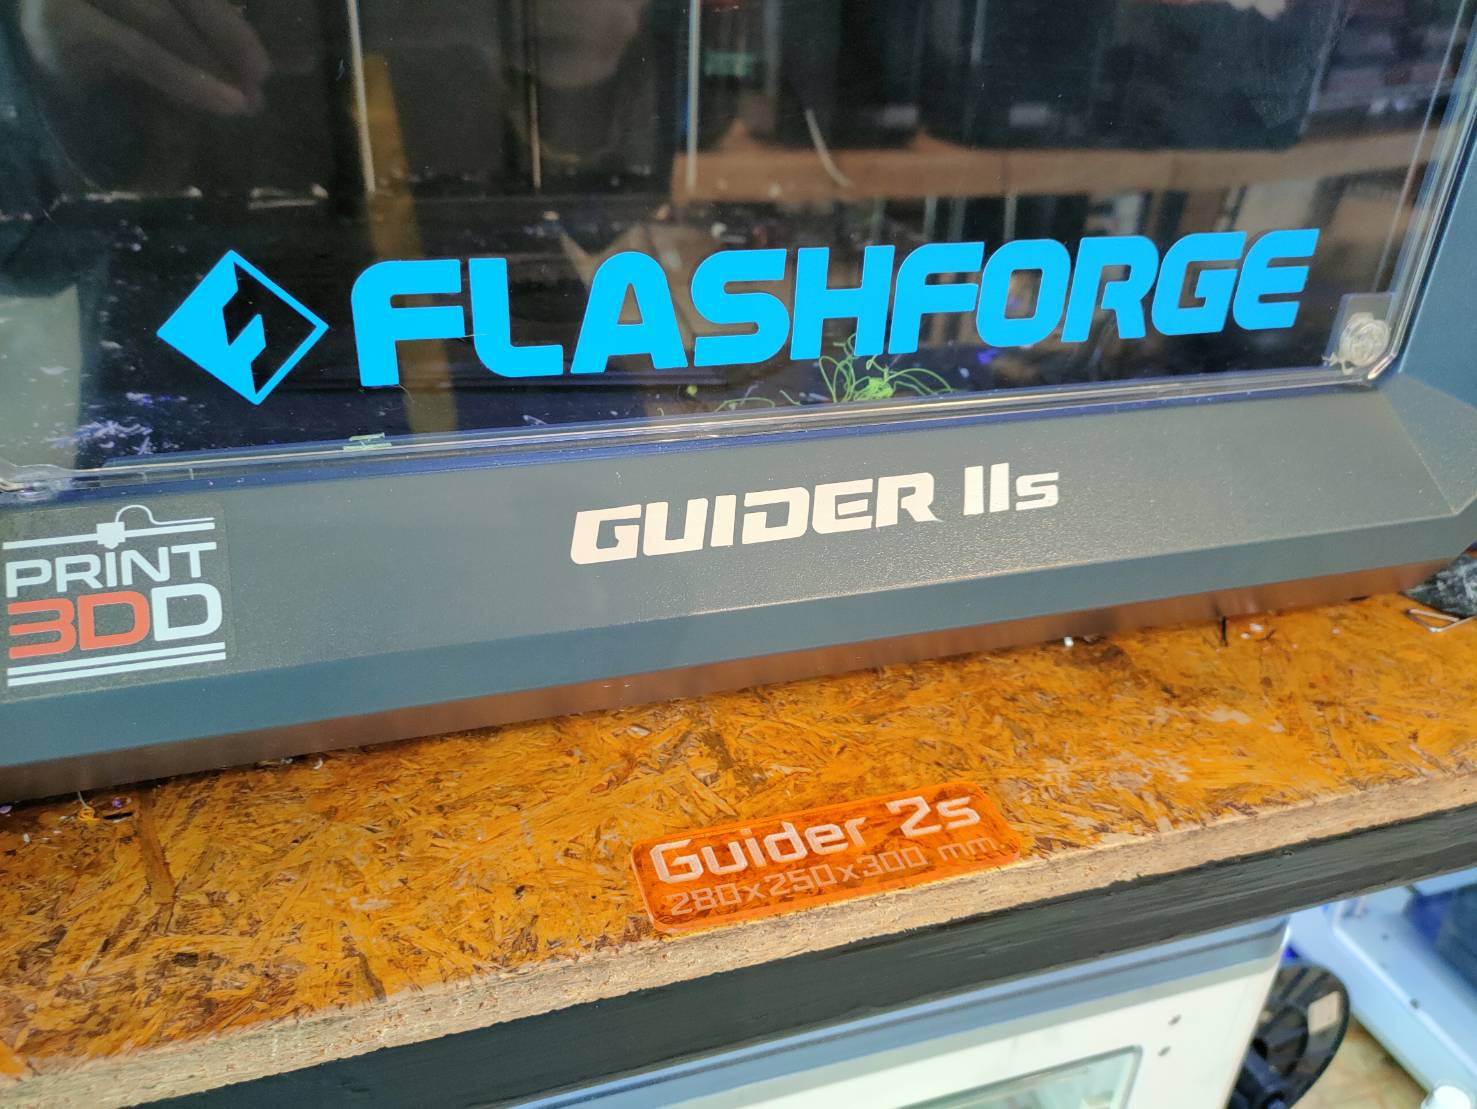 FLASHFORGE
GUIDER IIs
PRINT
3DD
Guider 2s
280x250x300 mm.